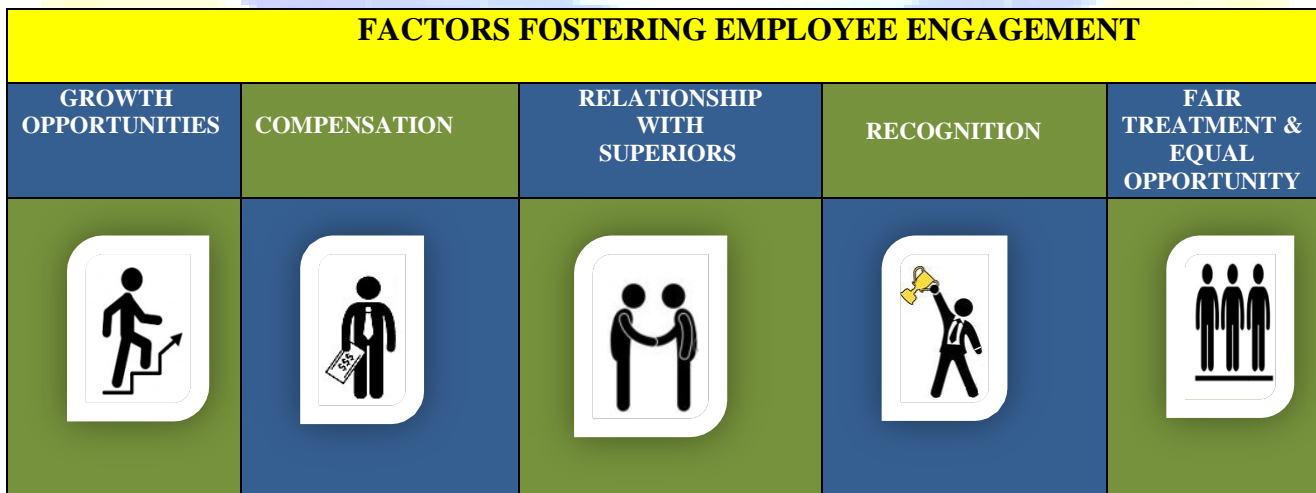 FACTORS FOSTERING EMPLOYEE ENGAGEMENT
GROWTH
OPPORTUNITIES
COMPENSATION
RELATIONSHIP
WITH
SUPERIORS
RECOGNITION
FAIR
TREATMENT &
EQUAL
OPPORTUNITY
$$$